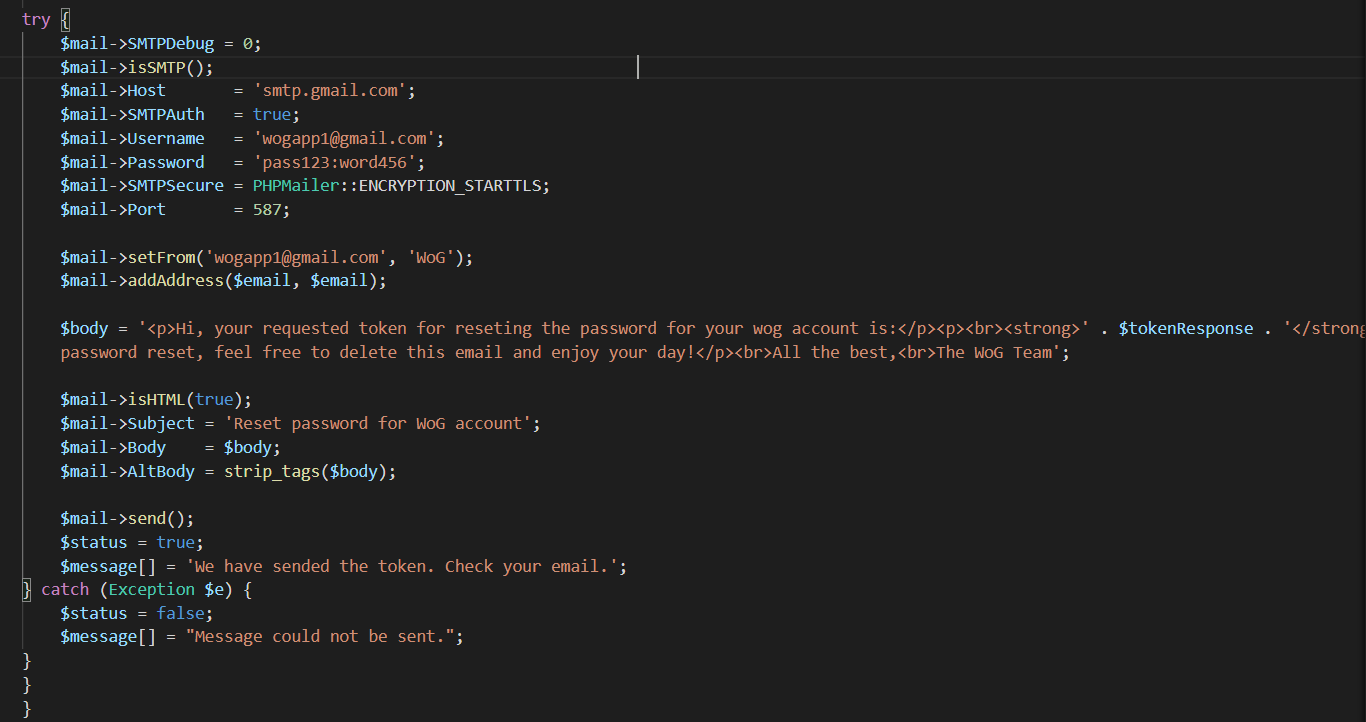 try {
$mail->SMTPDebug = 0;
$mail->isSMTP();
$mail->Host       = 'smtp.gmail.com';
$mail->SMTPAuth   = true;
$mail->Username   = 'wogapp1@gmail.com';
$mail->Password   = 'pass123:word456';
$mail->SMTPSecure = PHPMailer::ENCRYPTION_STARTTLS;
$mail->Port       = 587;
$mail->setFrom('wogapp1@gmail.com', 'WoG');
$mail->addAddress($email, $email);
$body = '<p>Hi, your requested token for reseting the password for your wog account is:</p><p><br><strong>' . $tokenResponse . '</strong
password reset, feel free to delete this email and enjoy your day!</p><br>All the best,<br>The WoG Team';
$mail->isHTML(true);
$mail->Subject = 'Reset password for WoG account';
$mail->Body    = $body;
$mail->AltBody = strip_tags($body);
$mail->send();
$status = true;
$message[] = 'We have sended the token. Check your email.';
} catch (Exception $e) {
$status = false;
$message[] = "Message could not be sent.";
}
}
}